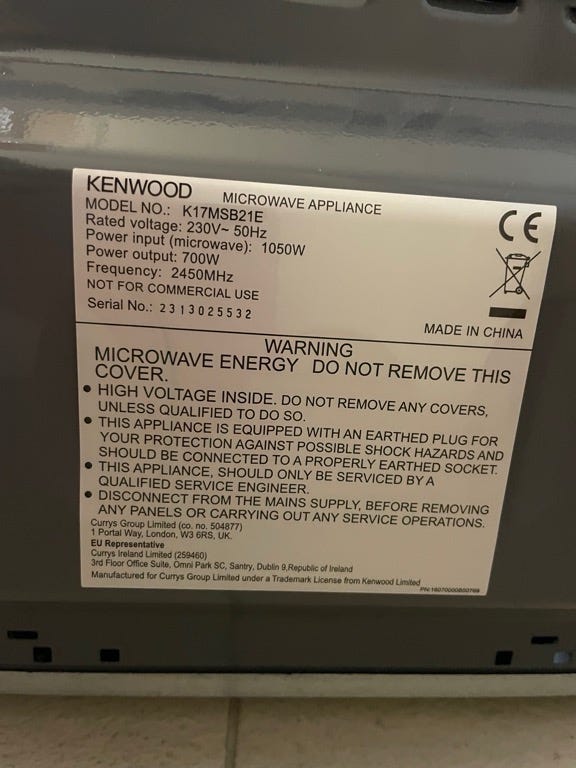 KENWOOD MICROWAVE APPLIANCE
MODEL NO.: K17MSB21E
Rated voltage: 230V~ 50Hz
Power input (microwave): 1050W
Power output: 700W
Frequency: 2450MHz
NOT FOR COMMERCIAL USE
Serial No.: 2313025532
CE
MADE IN CHINA
WARNING
MICROWAVE ENERGY DO NOT REMOVE THIS
COVER.
• HIGH VOLTAGE INSIDE. DO NOT REMOVE ANY COVERS,
UNLESS QUALIFIED TO DO SO.
• THIS APPLIANCE IS EQUIPPED WITH AN EARTHED PLUG FOR
YOUR PROTECTION AGAINST POSSIBLE SHOCK HAZARDS AND
SHOULD BE CONNECTED TO A PROPERLY EARTHED SOCKET.
• THIS APPLIANCE, SHOULD ONLY BE SERVICED BY A
QUALIFIED SERVICE ENGINEER.
• DISCONNECT FROM THE MAINS SUPPLY, BEFORE REMOVING
ANY PANELS OR CARRYING OUT ANY SERVICE OPERATIONS.
Currys Group Limited (co. no. 504877)
1 Portal Way, London, W3 6RS, UK.
EU Representative
Currys Ireland Limited (259460)
3rd Floor Office Suite, Omni Park SC, Santry, Dublin 9,Republic of Ireland
Manufactured for Currys Group Limited under a Trademark License from Kenwood Limited